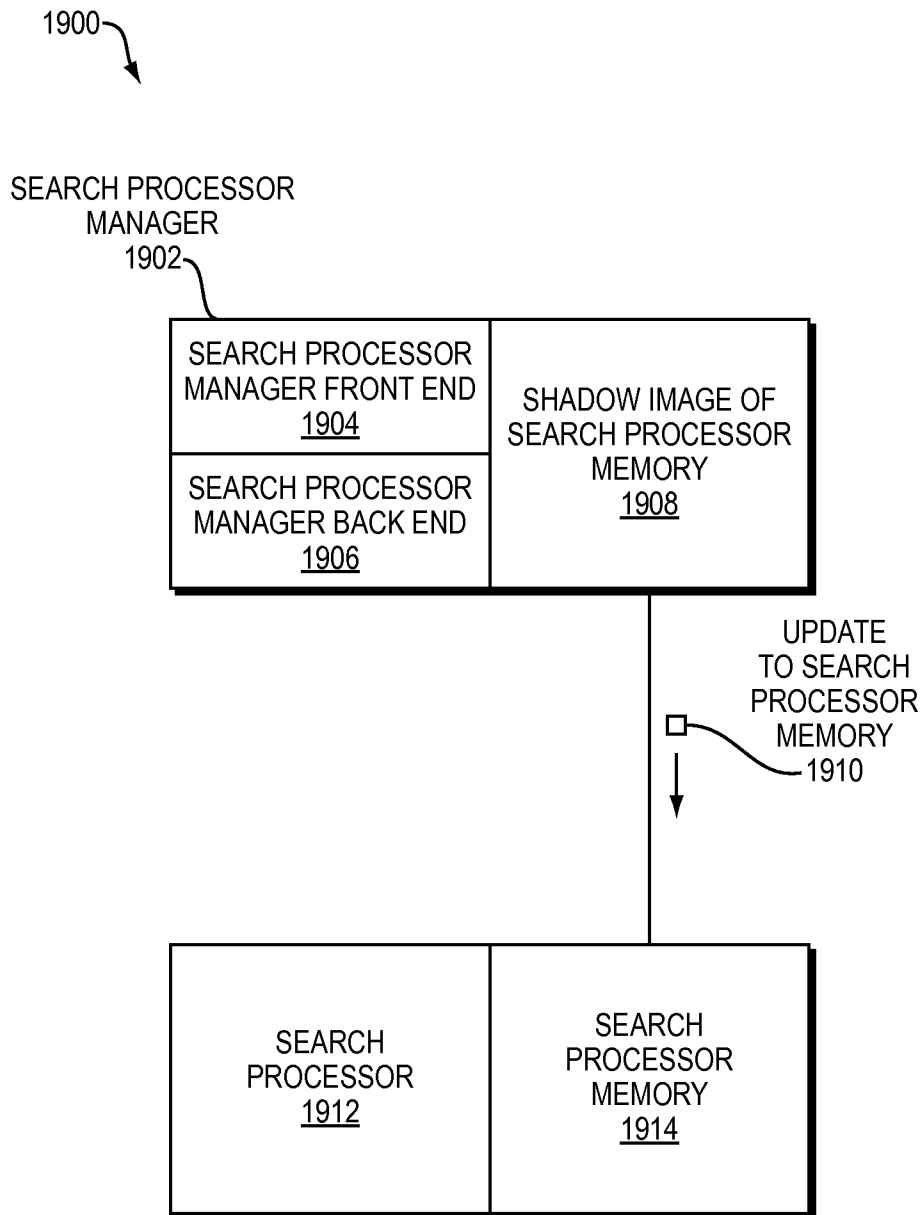 1900
SEARCH PROCESSOR
MANAGER
1902
SEARCH PROCESSOR
MANAGER FRONT END
1904
SEARCH PROCESSOR
MANAGER BACK END
1906
SHADOW IMAGE OF
SEARCH PROCESSOR
MEMORY
1908
UPDATE
TO SEARCH
PROCESSOR
MEMORY
1910
SEARCH
PROCESSOR
1912
SEARCH
PROCESSOR
MEMORY
1914